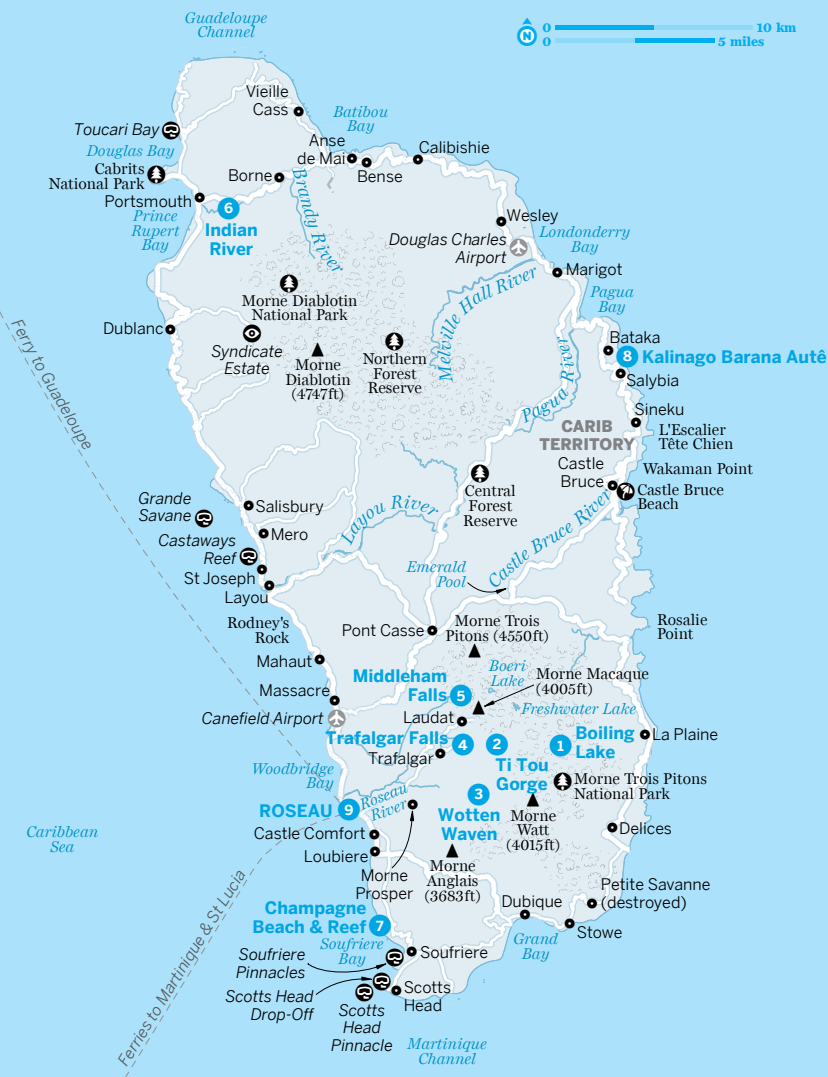 Guadeloupe
Channel
0
10 km
N
0
5 miles
Vieille
Cass
Batibou
Bay
Toucari Bay
Douglas Bay
Anse
de Mai
Calibishie
Cabrits
National Park
Borne
Bense
Portsmouth
Brandy River
6
Indian
River
Prince
Rupert
Bay
Wesley
Douglas Charles
Airport
Londonderry
Bay
Marigot
Melville Hall River
Morne Diablotin
National Park
Pagua
Bay
Dublanc
Syndicate
Estate
Morne
Diablotin
(4747ft)
Northern
Forest
Reserve
Pagua River
Bataka
8
Kalinago Barana Autê
Salybia
Ferry to Guadeloupe
Sineku
CARIB
TERRITORY
L'Escalier
Tête Chien
Castle
Bruce
Wakaman Point
Castle Bruce
Beach
Central
Forest
Reserve
Grande
Savane
Salisbury
Layou River
Castle Bruce River
Mero
Castaways
Reef
St Joseph
Emerald
Pool
Layou
Rodney's
Rock
Pont Casse
Morne Trois
Pitons (4550ft)
Rosalie
Point
Mahaut
Middleham
Falls
5
Boeri
Lake
Morne Macaque
(4005ft)
Massacre
Canefield Airport
Laudat
Freshwater Lake
Trafalgar Falls
4
2
1
Boiling
Lake
La Plaine
Trafalgar
Ti Tou
Gorge
Woodbridge
Bay
Morne Trois Pitons
National Park
ROSEAU
9
Roseau
River
3
Wotten
Waven
Morne
Watt
(4015ft)
Caribbean
Sea
Castle Comfort
Delices
Loubiere
Morne
Prosper
Morne
Anglais
(3683ft)
Petite Savanne
(destroyed)
Champagne
Beach & Reef
7
Dubique
Stowe
Grand
Bay
Soufriere
Bay
Soufriere
Soufriere
Pinnacles
Scotts Head
Drop-Off
Scotts
Head
Scotts
Head
Pinnacle
Ferries to Martinique & St Lucia
Martinique
Channel